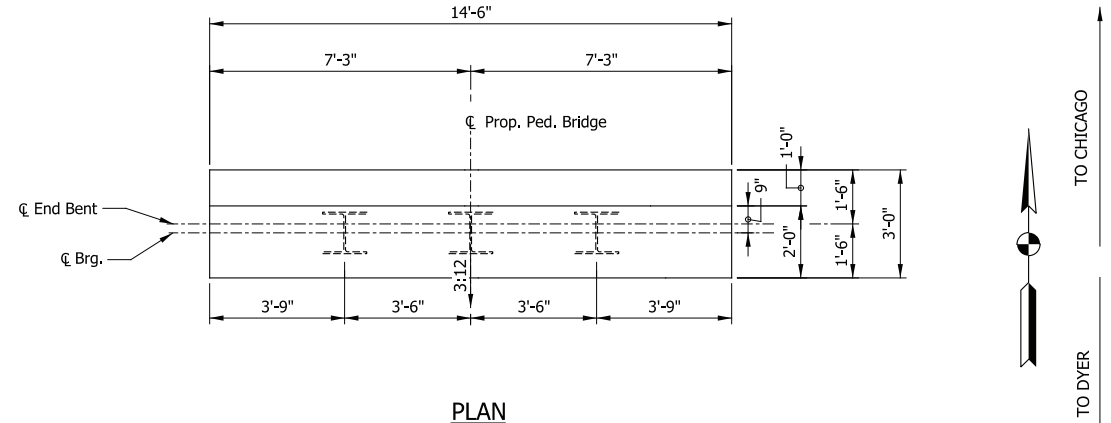 14'-6"
7'-3" 7'-3"
℄ Prop. Ped. Bridge
1'-0"
9"
1'-6"
1'-6"
2'-0"
3'-0"
℄ End Bent
℄ Brg.
3:12
3'-9" 3'-6" 3'-6" 3'-9"
PLAN
TO CHICAGO
TO DYER